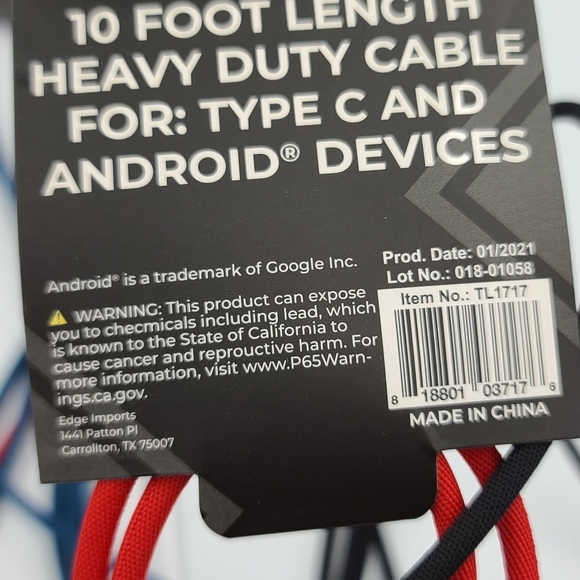 10 FOOT LENGTH
HEAVY DUTY CABLE
FOR: TYPE C AND
ANDROID® DEVICES
Android® is a trademark of Google Inc.
⚠ WARNING: This product can expose
you to checmicals including lead, which
is known to the State of California to
cause cancer and reprouctive harm. For
more information, visit www.P65Warn-
ings.ca.gov.
Edge Imports
1441 Patton Pl
Carrollton, TX 75007
Prod. Date: 01/2021
Lot No.: 018-01058
Item No.: TL1717
8 18801 03717 6
MADE IN CHINA